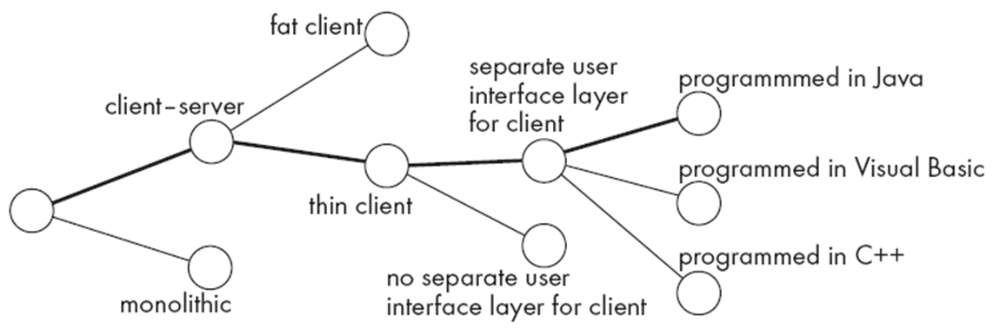 fat client
separate user
interface layer
for client
programmmed in Java
client-server
programmed in Visual Basic
thin client
programmed in C++
no separate user
interface layer for client
monolithic